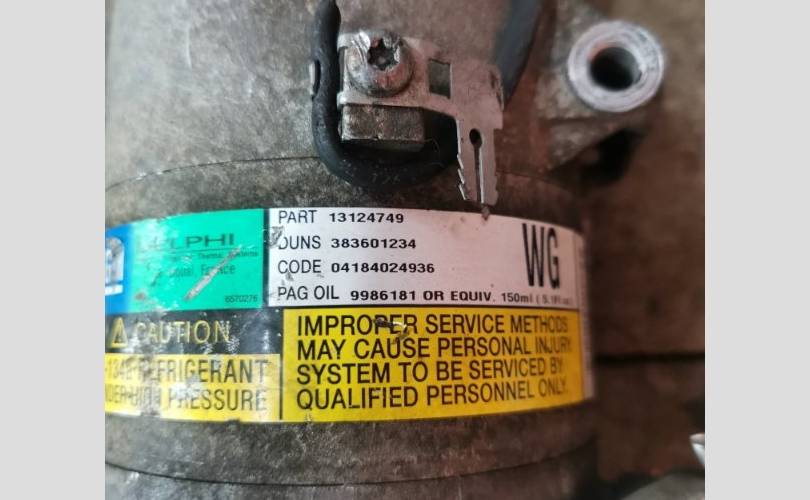 DELPHI
PART 13124749
DUNS 383601234
CODE 04184024936
WG
PAG OIL 9986181 OR EQUIV. 150ml
6570276
CAUTION
REFRIGERANT
PRESSURE
IMPROPER SERVICE METHODS
MAY CAUSE PERSONAL INJURY
SYSTEM TO BE SERVICED BY
QUALIFIED PERSONNEL ONLY.